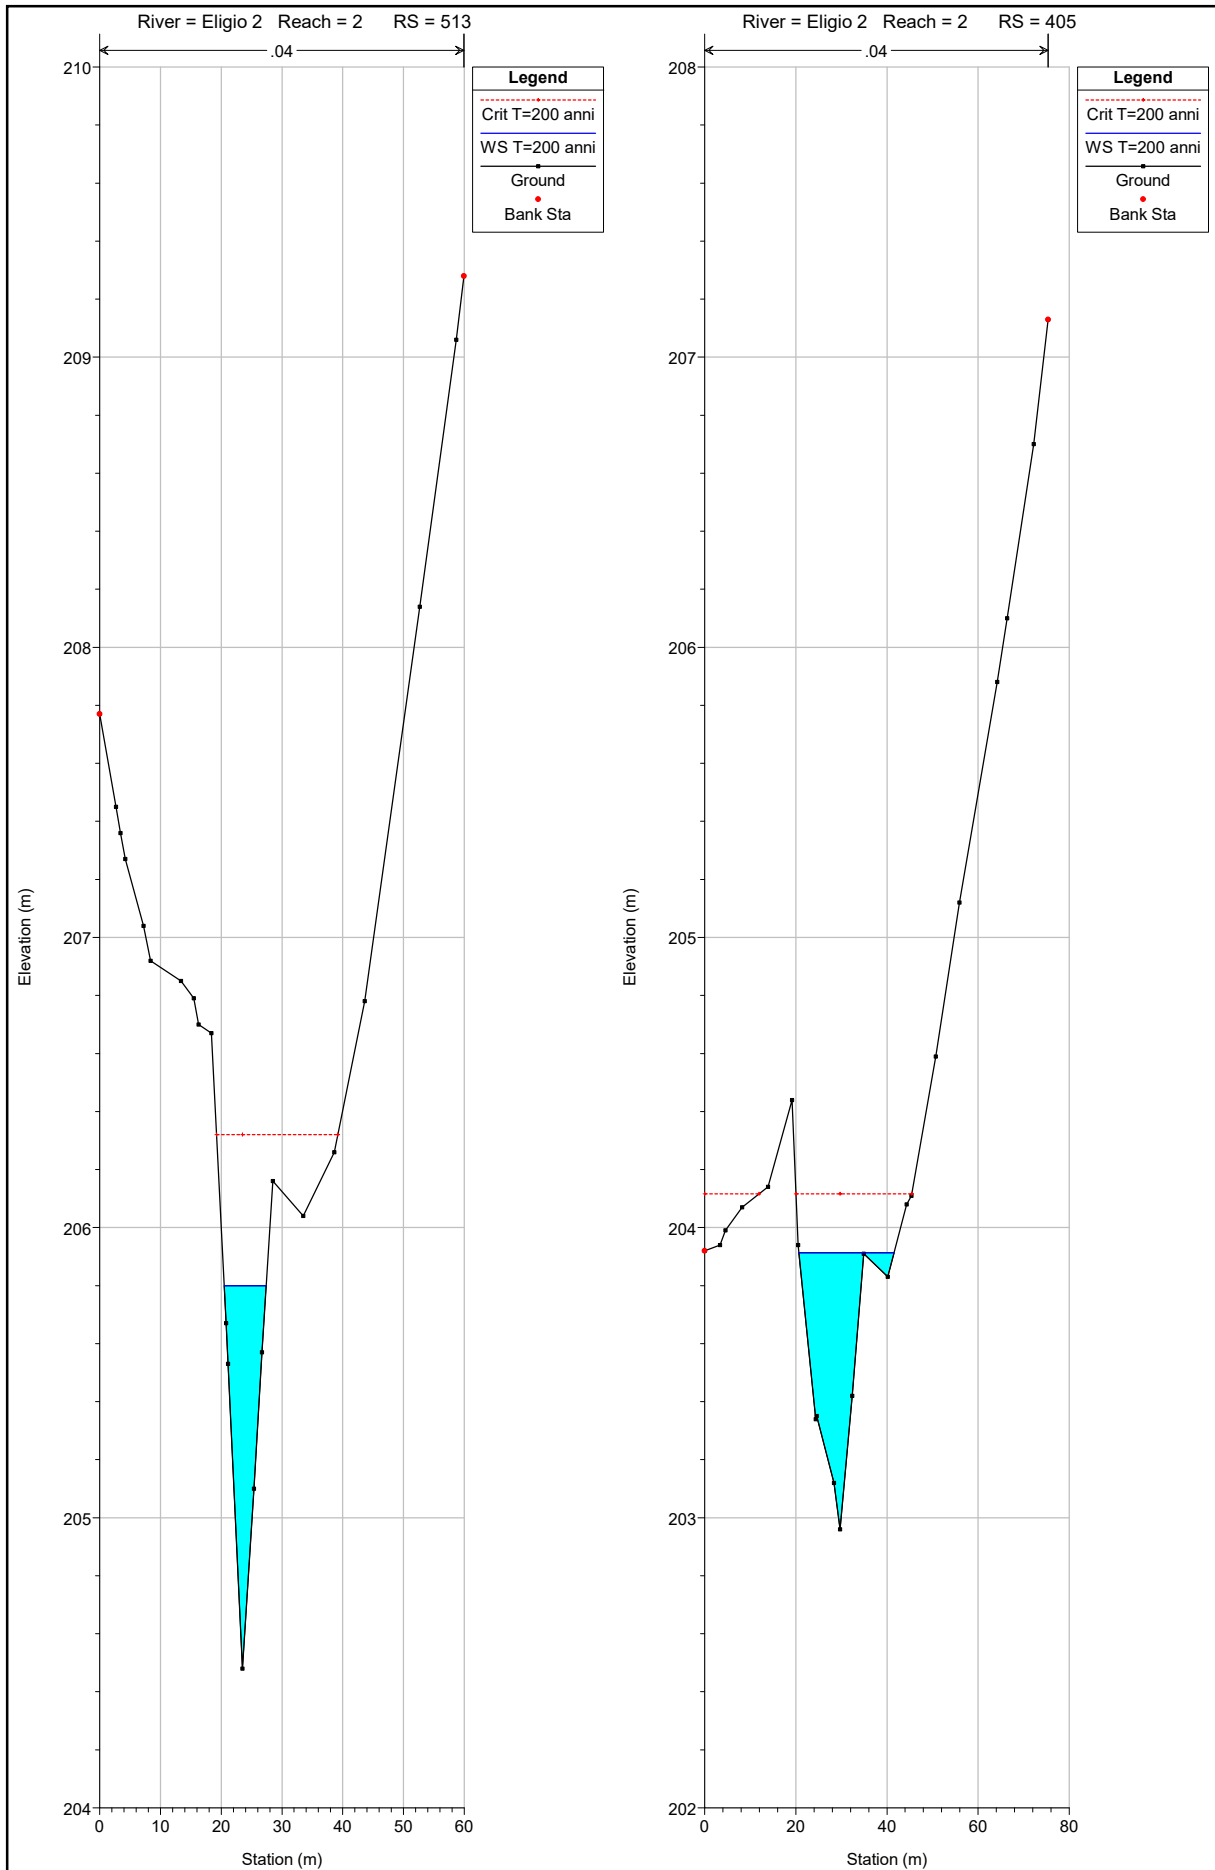 River = Eligio 2 Reach = 2 RS = 513
.04
Legend
Crit T=200 anni
WS T=200 anni
Ground
Bank Sta
210
209
208
207
206
205
204
0 10 20 30 40 50 60
Elevation (m)
Station (m)
River = Eligio 2 Reach = 2 RS = 405
.04
Legend
Crit T=200 anni
WS T=200 anni
Ground
Bank Sta
208
207
206
205
204
203
202
0 20 40 60 80
Elevation (m)
Station (m)